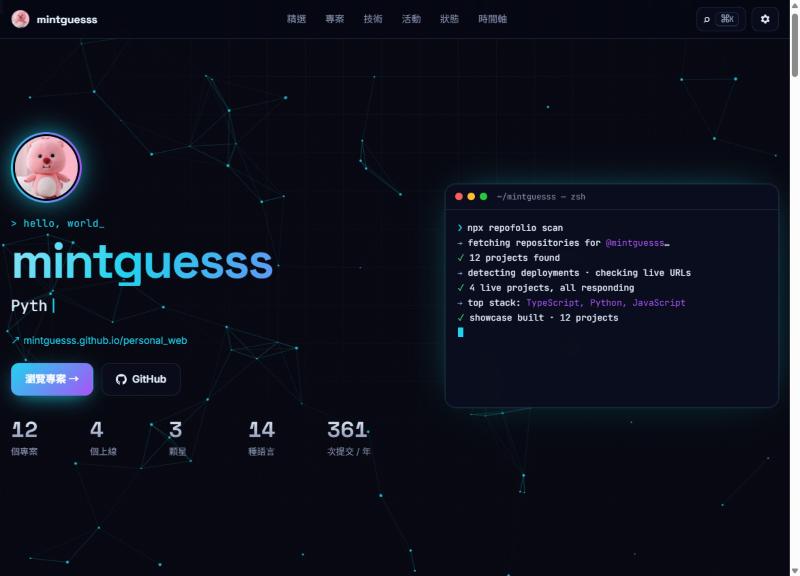 mintguesss
精選 專案 技術 活動 狀態 時間軸
⌘K
> hello, world_
mintguesss
Pyth
↗ mintguesss.github.io/personal_web
瀏覽專案 →
GitHub
12 4 3 14 361
個專案 個上線 顆星 種語言 次提交 / 年
~/mintguesss — zsh
❯ npx repofolio scan
→ fetching repositories for @mintguesss…
✓ 12 projects found
→ detecting deployments · checking live URLs
✓ 4 live projects, all responding
→ top stack: TypeScript, Python, JavaScript
✓ showcase built · 12 projects